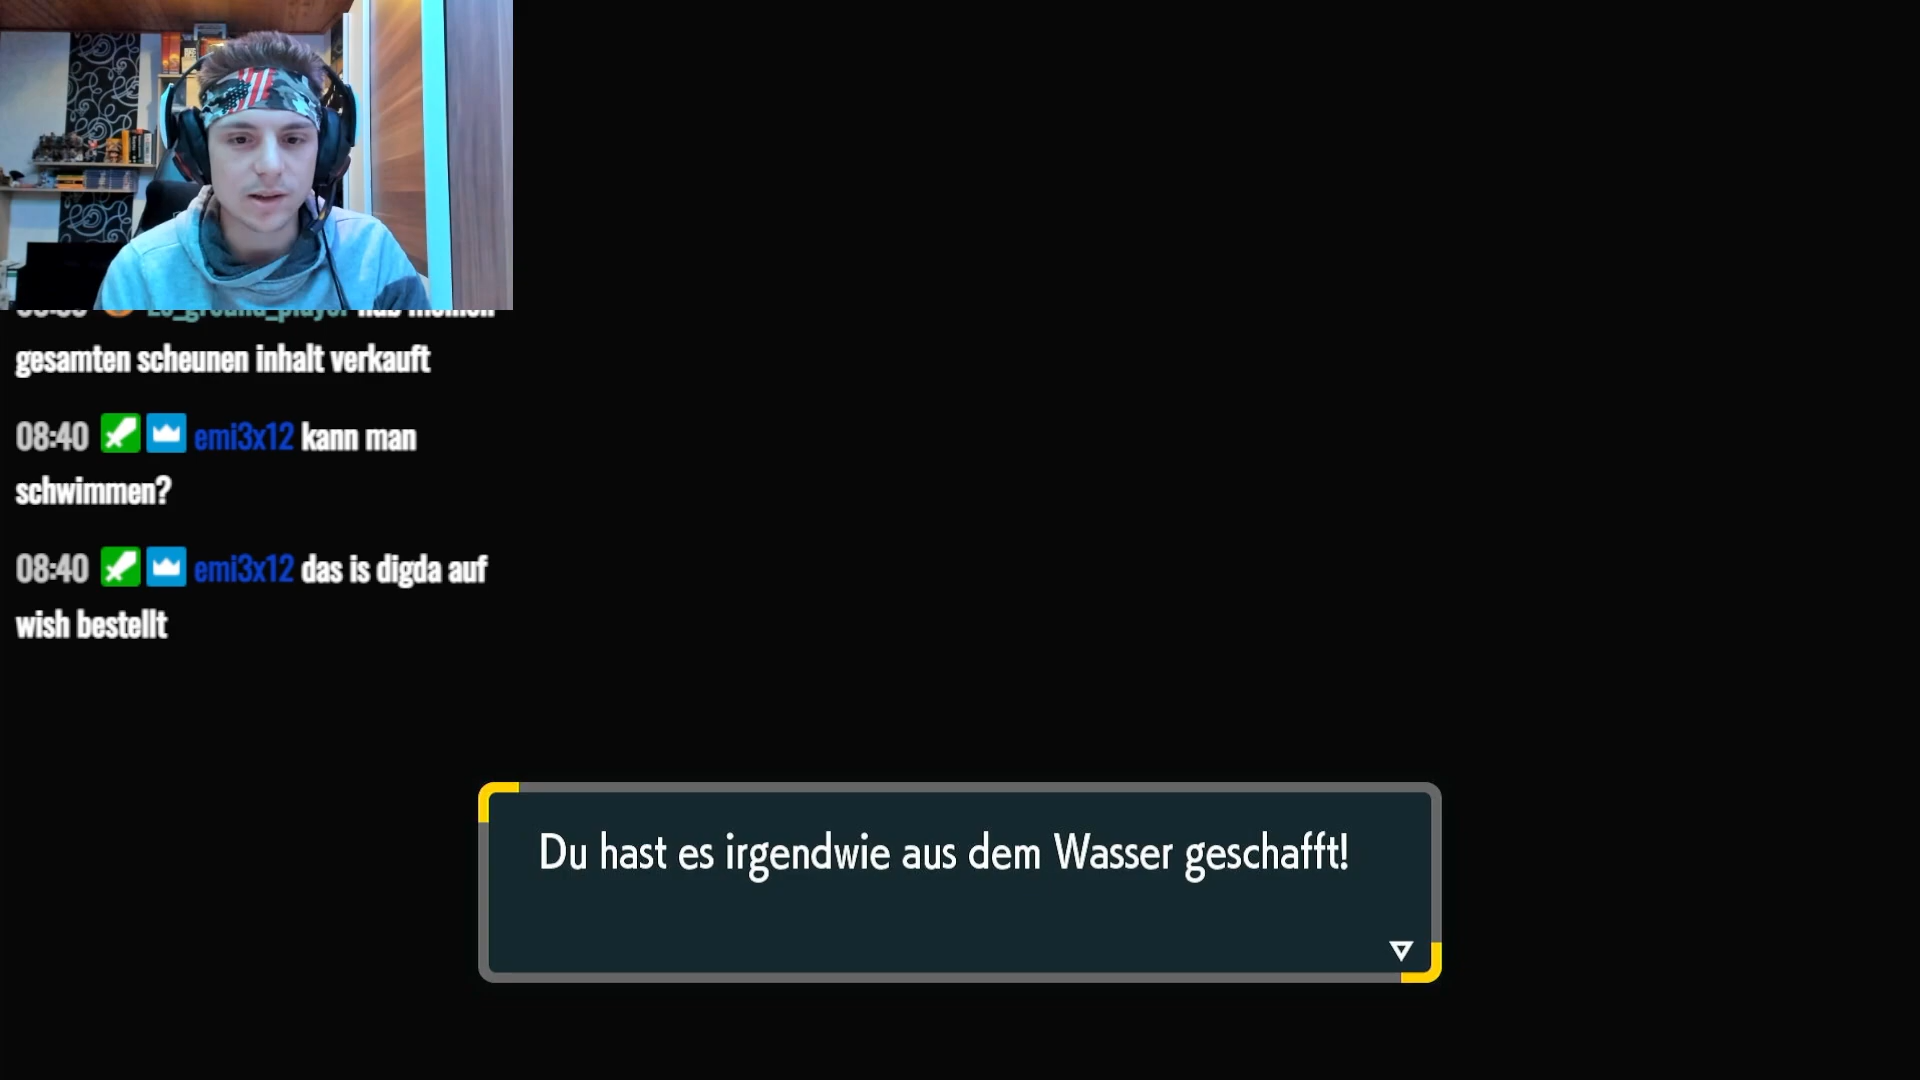 gesamten scheunen inhalt verkauft
08:40 emi3x12 kann man
schwimmen?
08:40 emi3x12 das is digda auf
wish bestellt
Du hast es irgendwie aus dem Wasser geschafft!